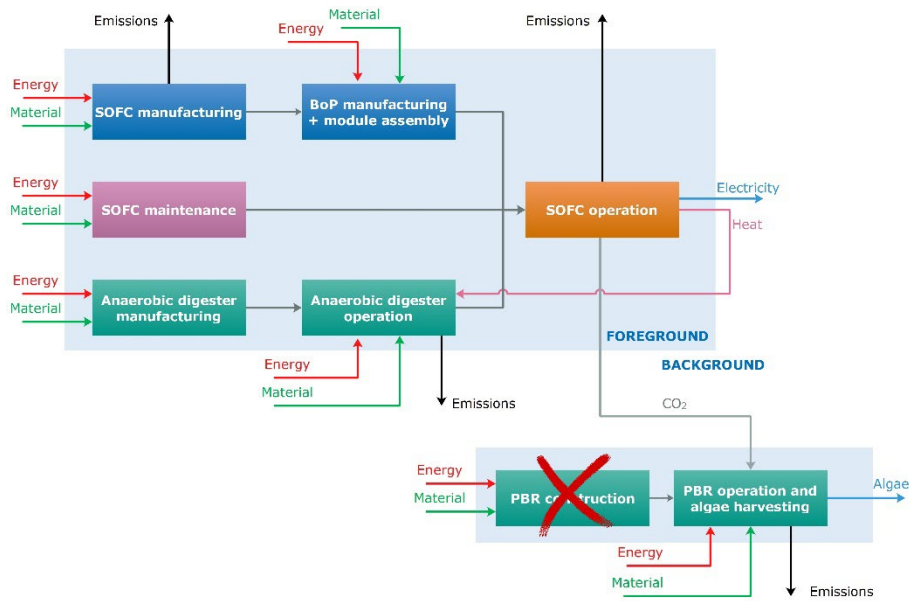 Emissions
Material
Energy
Emissions
Energy
Material
SOFC manufacturing
BoP manufacturing
+ module assembly
Energy
Material
SOFC maintenance
SOFC operation
Electricity
Heat
Energy
Material
Anaerobic digester
manufacturing
Anaerobic digester
operation
FOREGROUND
BACKGROUND
Energy
Material
Emissions
CO₂
Energy
Material
PBR construction
PBR operation and
algae harvesting
Algae
Energy
Material
Emissions